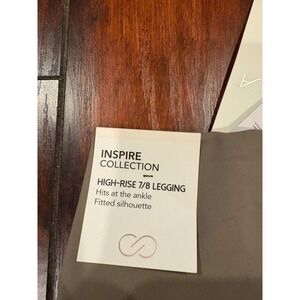 INSPIRE
COLLECTION
HIGH-RISE 7/8 LEGGING
Hits at the ankle
Fitted silhouette